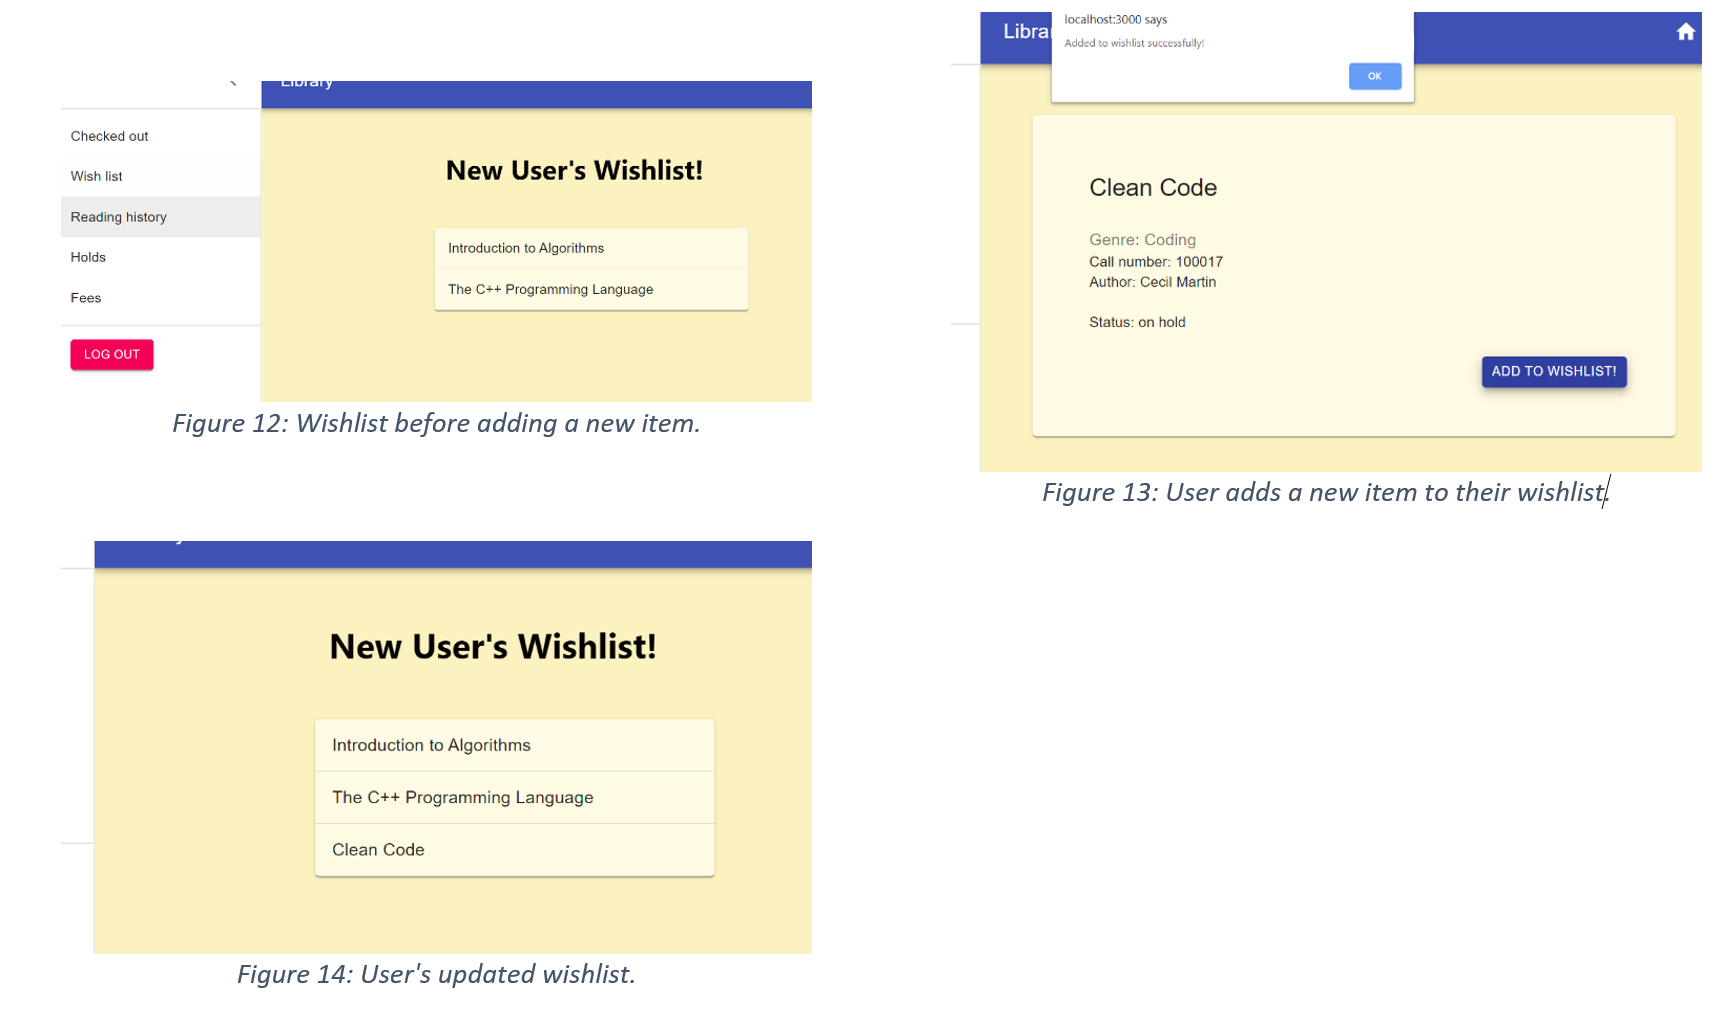 Library
Checked out
Wish list
Reading history
Holds
Fees
LOG OUT
New User's Wishlist!
Introduction to Algorithms
The C++ Programming Language
Figure 12: Wishlist before adding a new item.
localhost:3000 says
Added to wishlist successfully!
OK
Clean Code
Genre: Coding
Call number: 100017
Author: Cecil Martin
Status: on hold
ADD TO WISHLIST!
Figure 13: User adds a new item to their wishlist.
New User's Wishlist!
Introduction to Algorithms
The C++ Programming Language
Clean Code
Figure 14: User's updated wishlist.